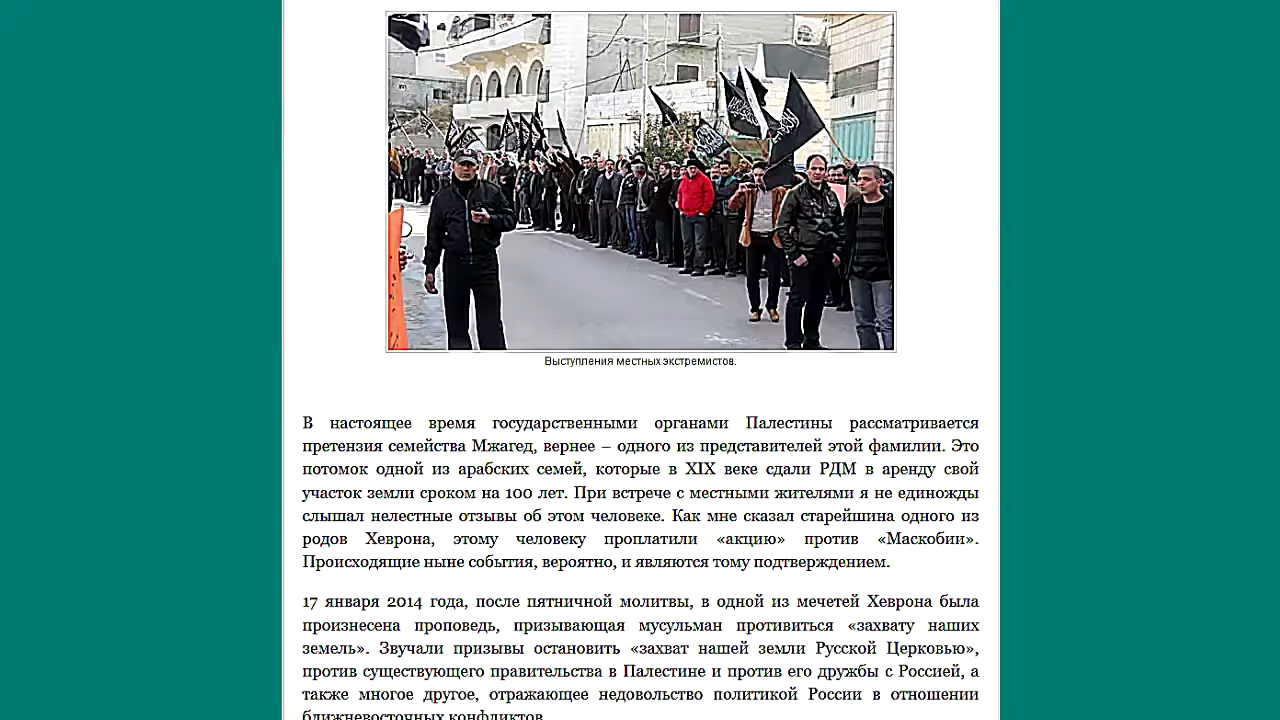 Выступления местных экстремистов.
В настоящее время государственными органами Палестины рассматривается
претензия семейства Мжагед, вернее – одного из представителей этой фамилии. Это
потомок одной из арабских семей, которые в XIX веке сдали РДМ в аренду свой
участок земли сроком на 100 лет. При встрече с местными жителями я не единожды
слышал нелестные отзывы об этом человеке. Как мне сказал старейшина одного из
родов Хеврона, этому человеку проплатили «акцию» против «Маскобии».
Происходящие ныне события, вероятно, и являются тому подтверждением.
17 января 2014 года, после пятничной молитвы, в одной из мечетей Хеврона была
произнесена проповедь, призывающая мусульман противиться «захвату наших
земель». Звучали призывы остановить «захват нашей земли Русской Церковью»,
против существующего правительства в Палестине и против его дружбы с Россией, а
также многое другое, отражающее недовольство политикой России в отношении
ближневосточных конфликтов.